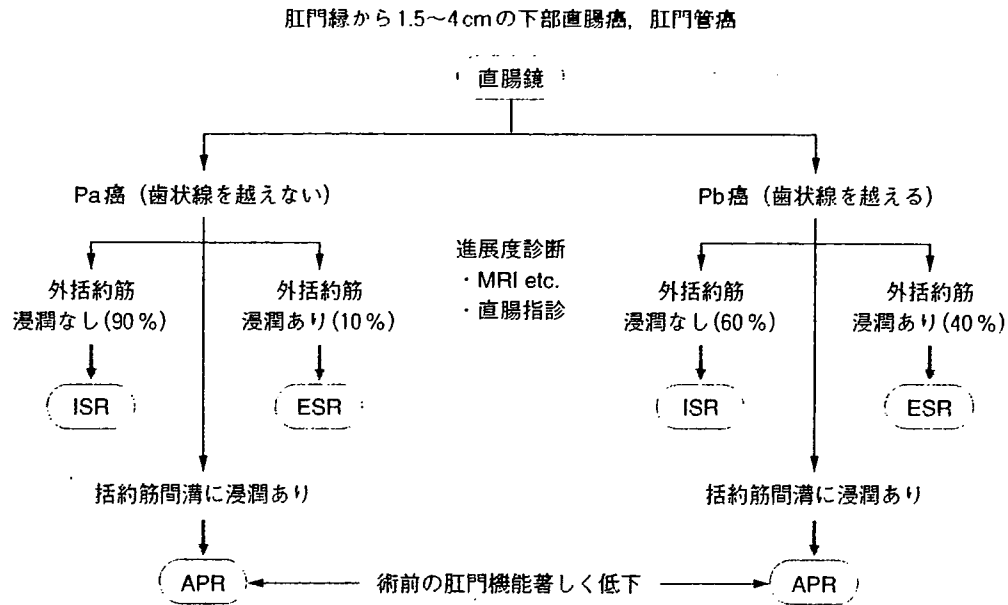 肛門縁から1.5〜4cmの下部直腸癌，肛門管癌
直腸鏡
Pa癌（歯状線を越えない）
Pb癌（歯状線を越える）
外括約筋
浸潤なし(90%)
外括約筋
浸潤あり(10%)
進展度診断
・MRI etc.
・直腸指診
外括約筋
浸潤なし(60%)
外括約筋
浸潤あり(40%)
ISR
ESR
ISR
ESR
括約筋間溝に浸潤あり
括約筋間溝に浸潤あり
APR
術前の肛門機能著しく低下
APR